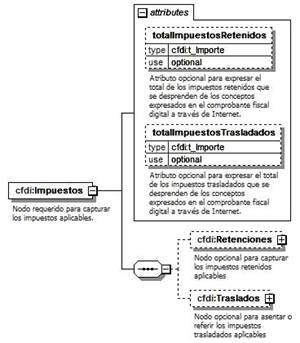 attributes
totalImpuestosRetenidos
type cfdi:t_Importe
use optional
Atributo opcional para expresar el
total de los impuestos retenidos que
se desprenden de los conceptos
expresados en el comprobante fiscal
digital a través de Internet.
totalImpuestosTrasladados
type cfdi:t_Importe
use optional
Atributo opcional para expresar el total
de los impuestos trasladados que se
desprenden de los conceptos
expresados en el comprobante fiscal
digital a través de Internet.
cfdi:Impuestos
Nodo requerido para capturar
los impuestos aplicables.
cfdi:Retenciones
Nodo opcional para capturar
los impuestos retenidos
aplicables
cfdi:Traslados
Nodo opcional para asentar o
referir los impuestos
trasladados aplicables